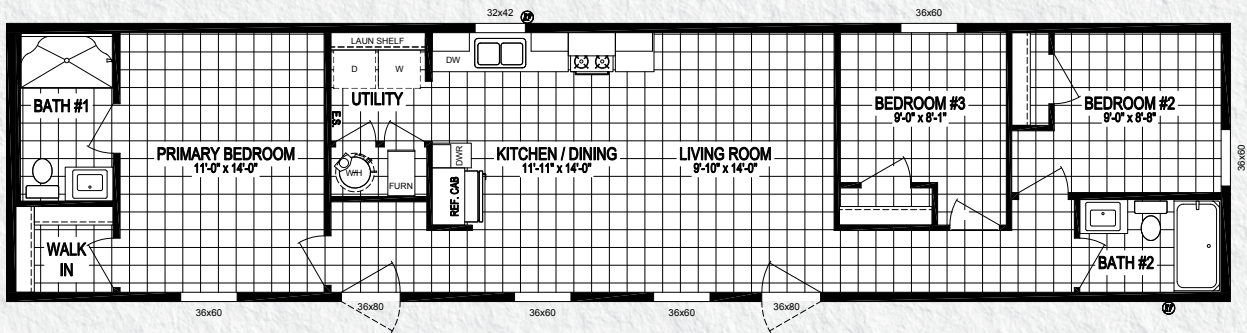 32x42
EF
36x60
LAUN SHELF
D
W
DW
BATH #1
UTILITY
E.S.
BEDROOM #3
9'-0" x 8'-1"
BEDROOM #2
9'-0" x 8'-8"
PRIMARY BEDROOM
11'-0" x 14'-0"
W/H
FURN
DWR
REF. CAB
KITCHEN / DINING
11'-11" x 14'-0"
LIVING ROOM
9'-10" x 14'-0"
36x60
WALK
IN
BATH #2
36x60
36x80
36x60
36x60
36x80
EF